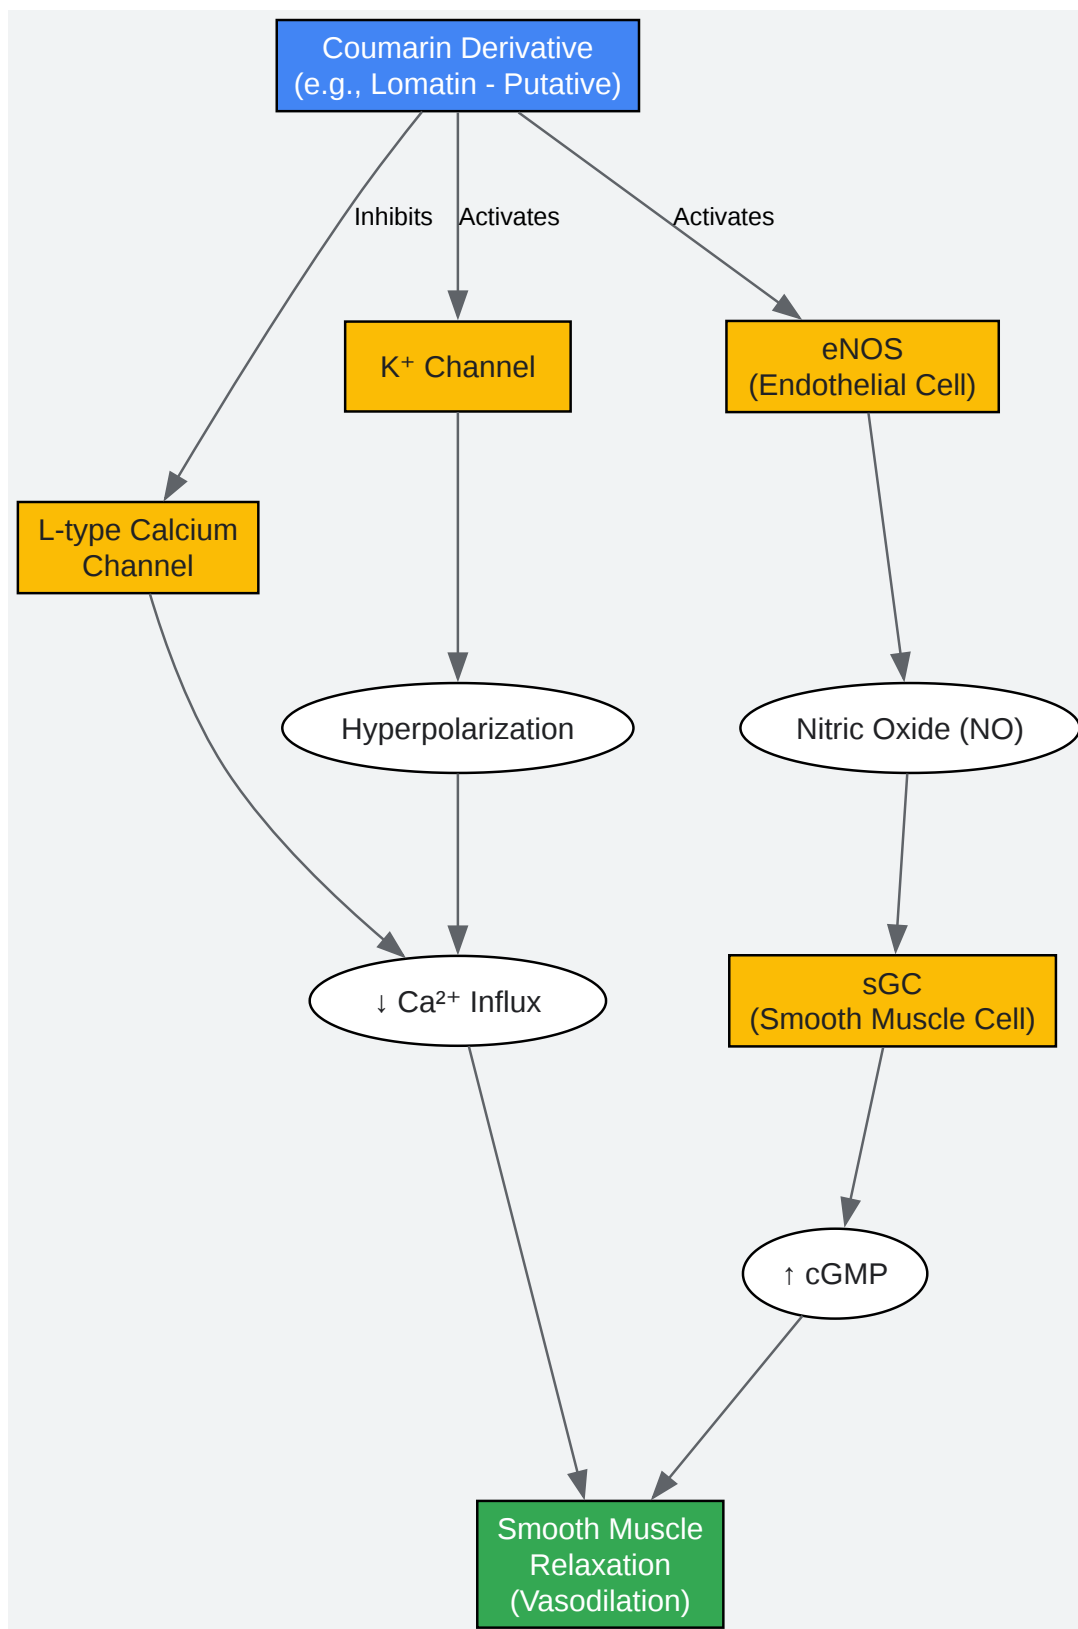 Coumarin Derivative
(e.g., Lomatin - Putative)
Inhibits
Activates
Activates
K⁺ Channel
eNOS
(Endothelial Cell)
L-type Calcium
Channel
Hyperpolarization
Nitric Oxide (NO)
↓ Ca²⁺ Influx
sGC
(Smooth Muscle Cell)
↑ cGMP
Smooth Muscle
Relaxation
(Vasodilation)